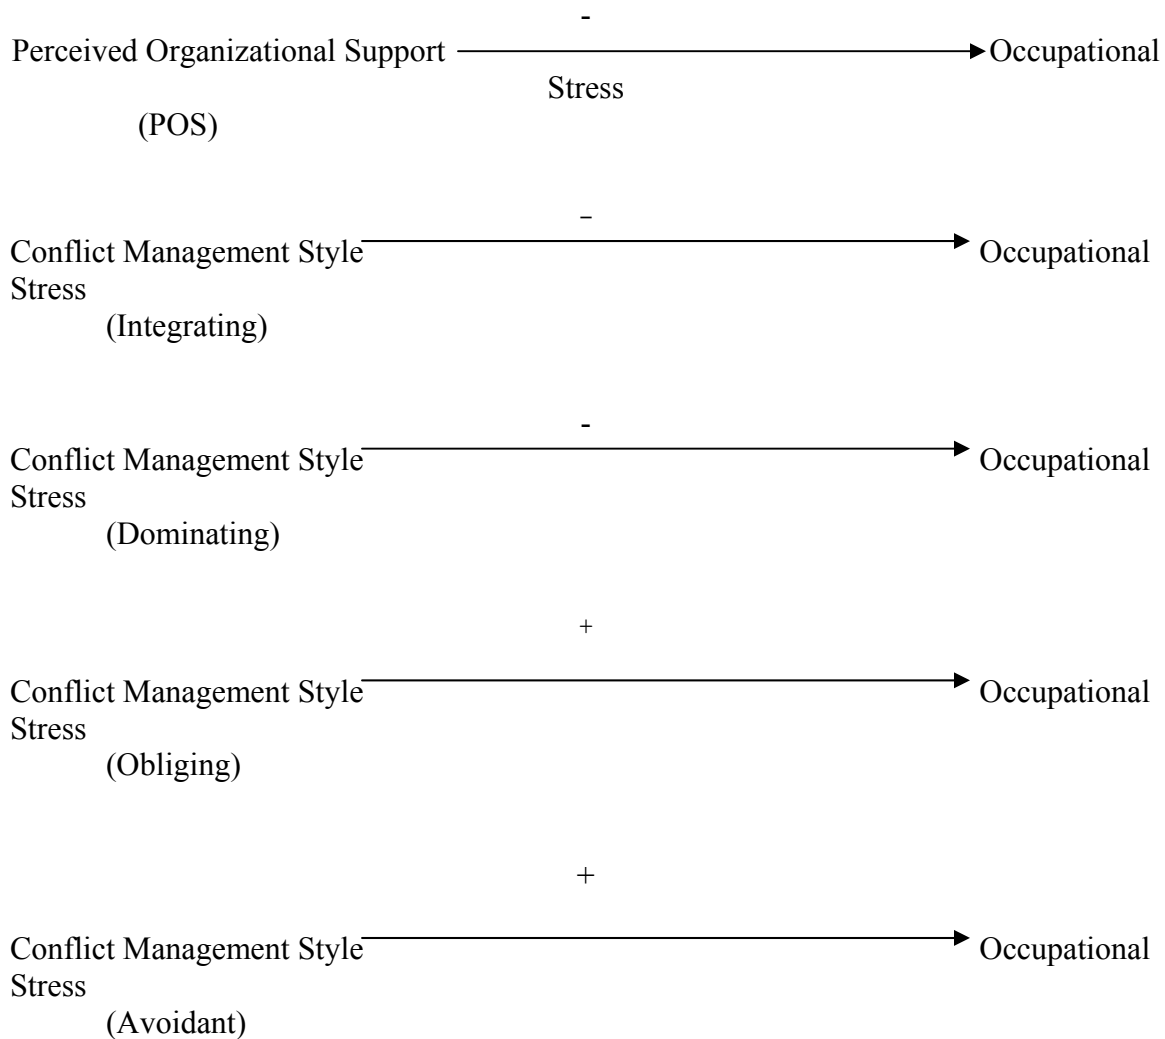 -
Perceived Organizational Support Occupational
Stress
(POS)
-
Conflict Management Style Occupational
Stress
(Integrating)
-
Conflict Management Style Occupational
Stress
(Dominating)
+
Conflict Management Style Occupational
Stress
(Obliging)
+
Conflict Management Style Occupational
Stress
(Avoidant)